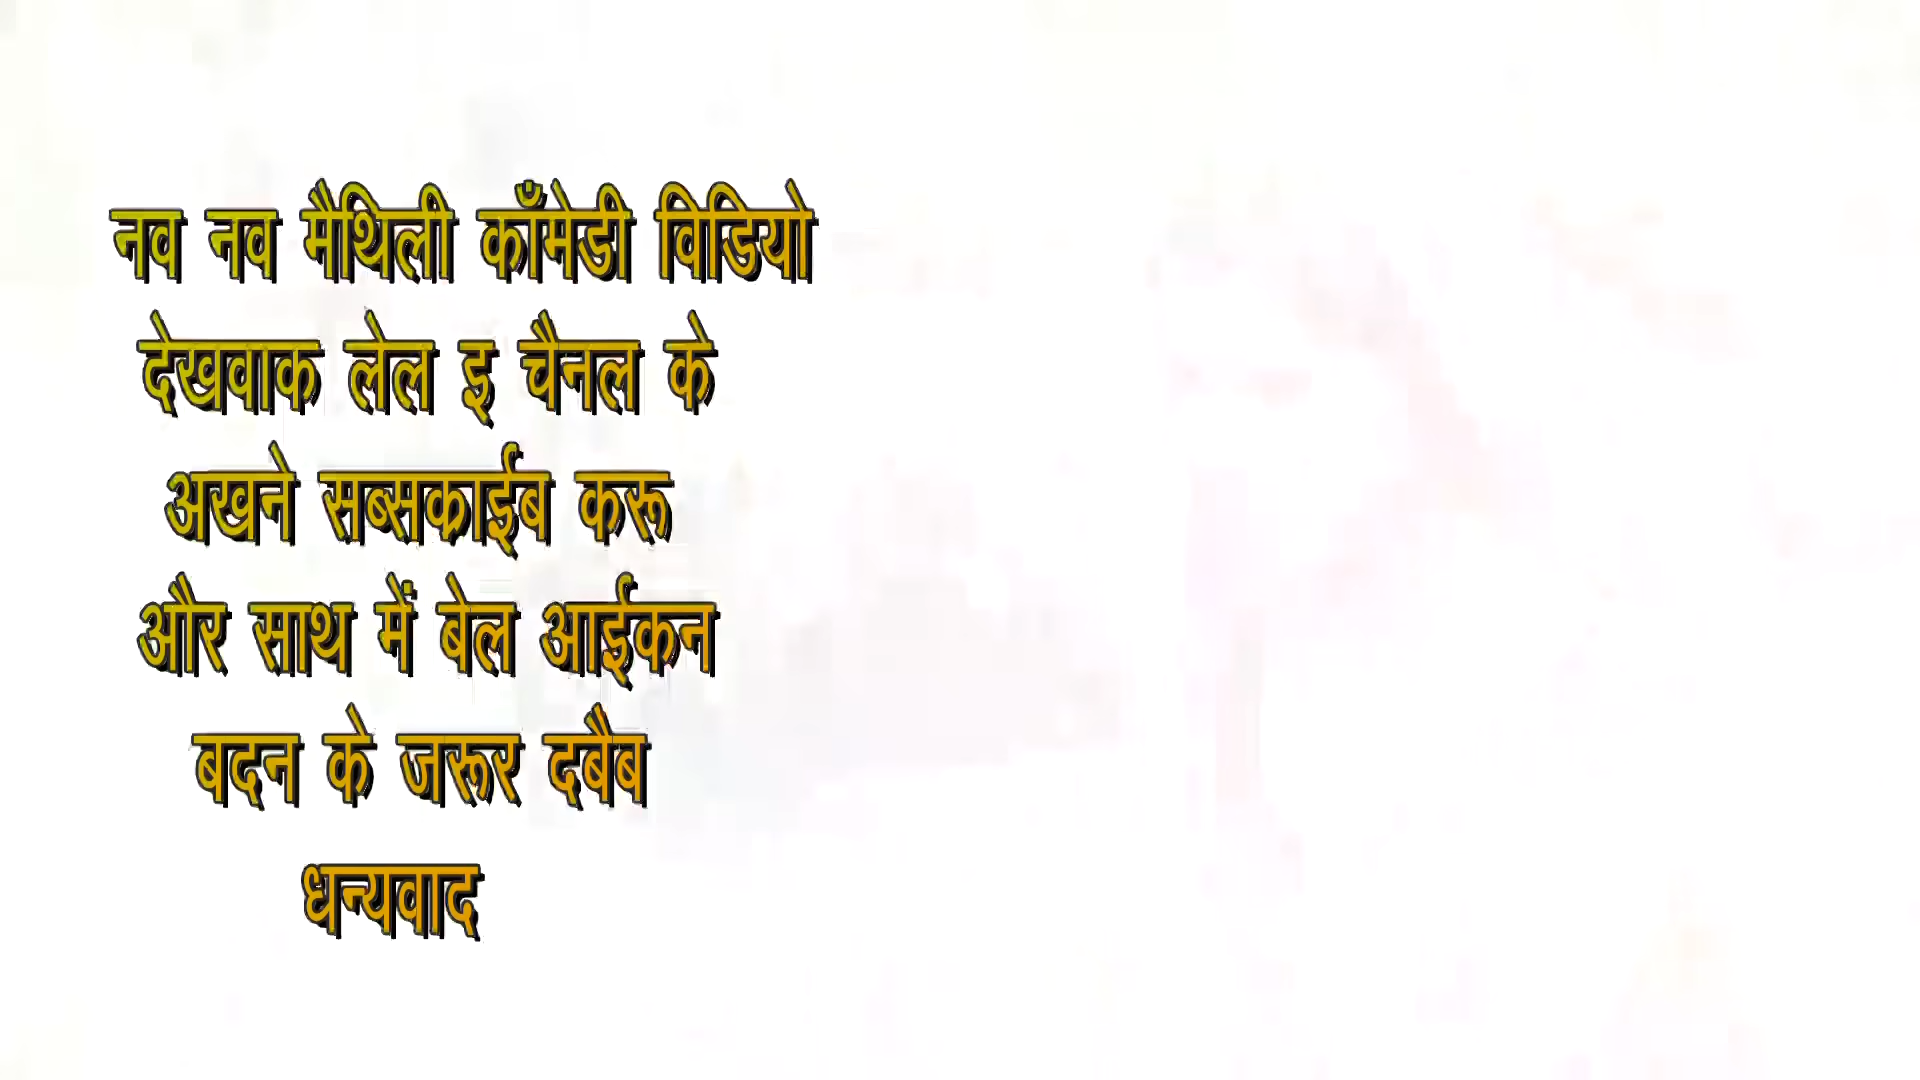 नव नव मैथिली काँमेडी विडियो
देखवाक लेल इ चैनल के
अखने सब्सक्राईब करू
और साथ में बेल आईकन
बदन के जरूर दबैब
धन्यवाद